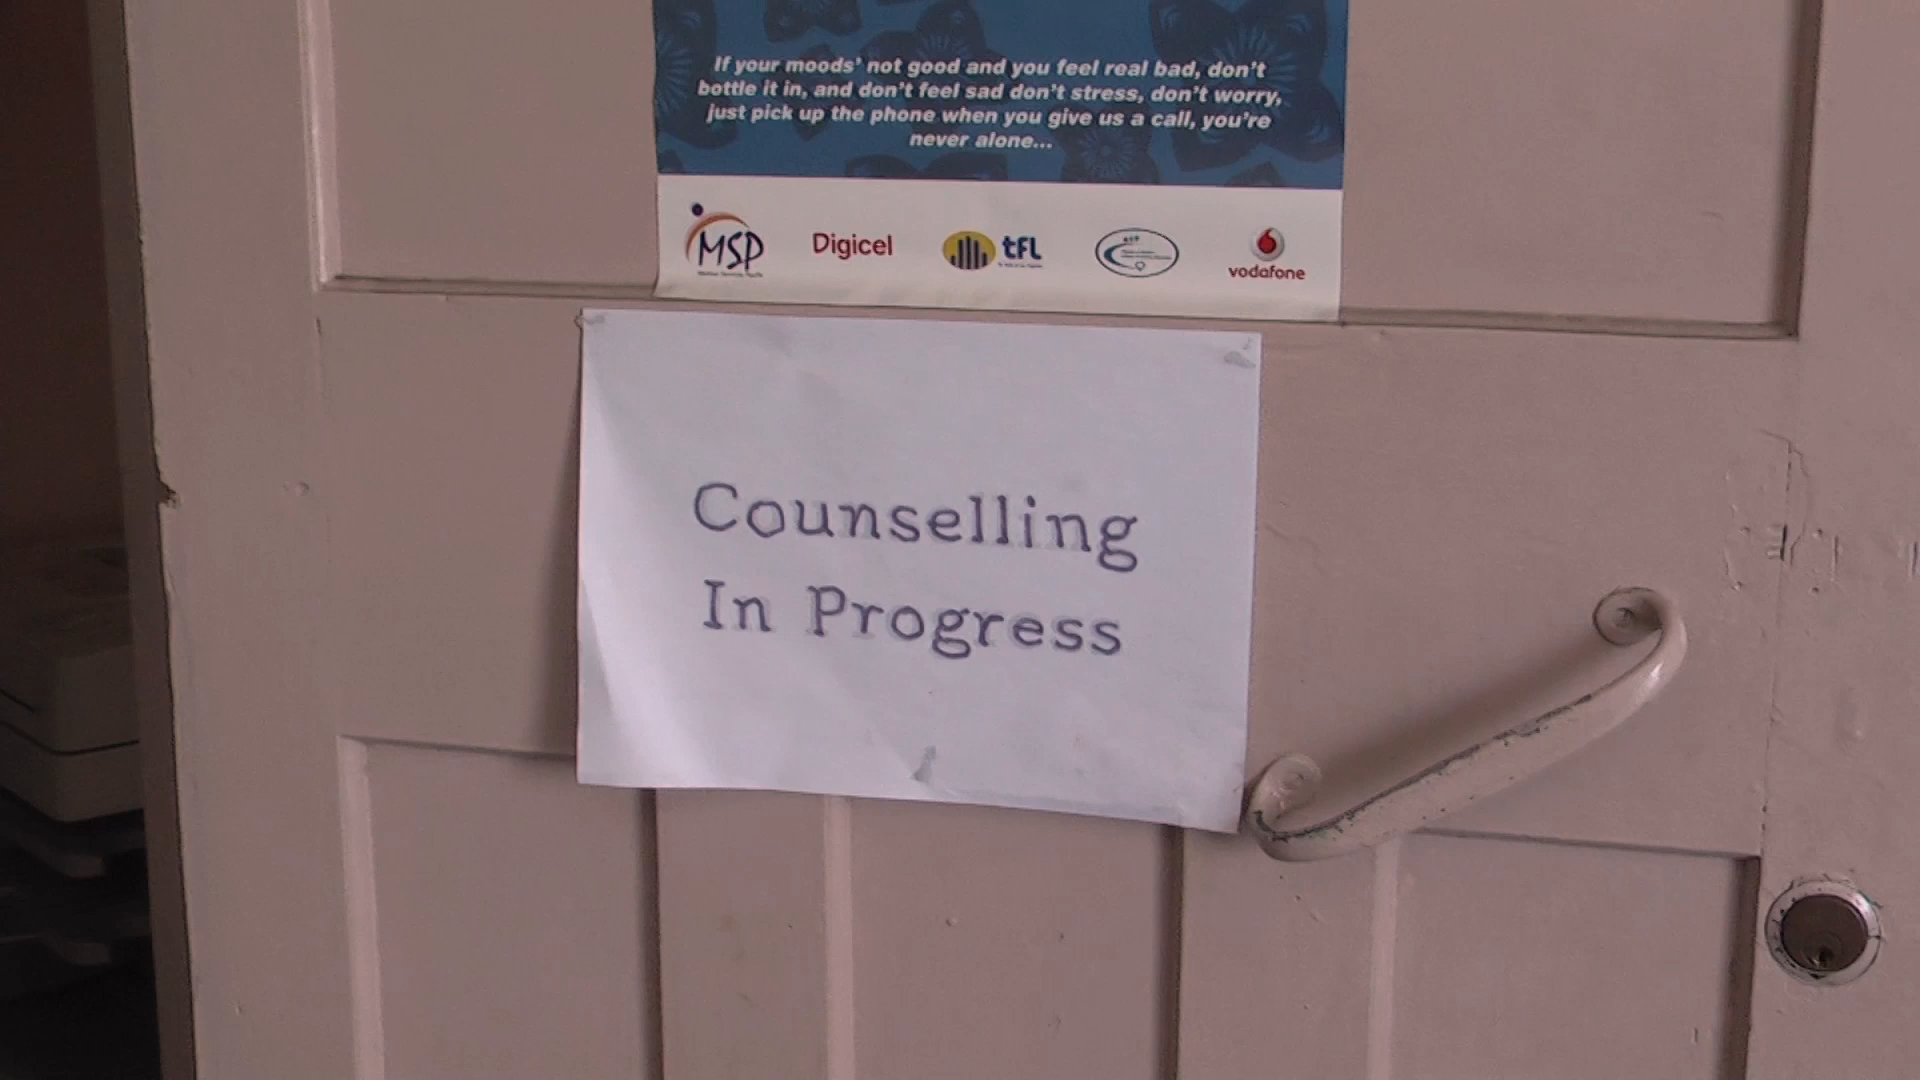 If your moods' not good and you feel real bad, don't
bottle it in, and don't feel sad don't stress, don't worry,
just pick up the phone when you give us a call, you're
never alone...
MSP
Digicel
tfl
vodafone
Counselling
In Progress